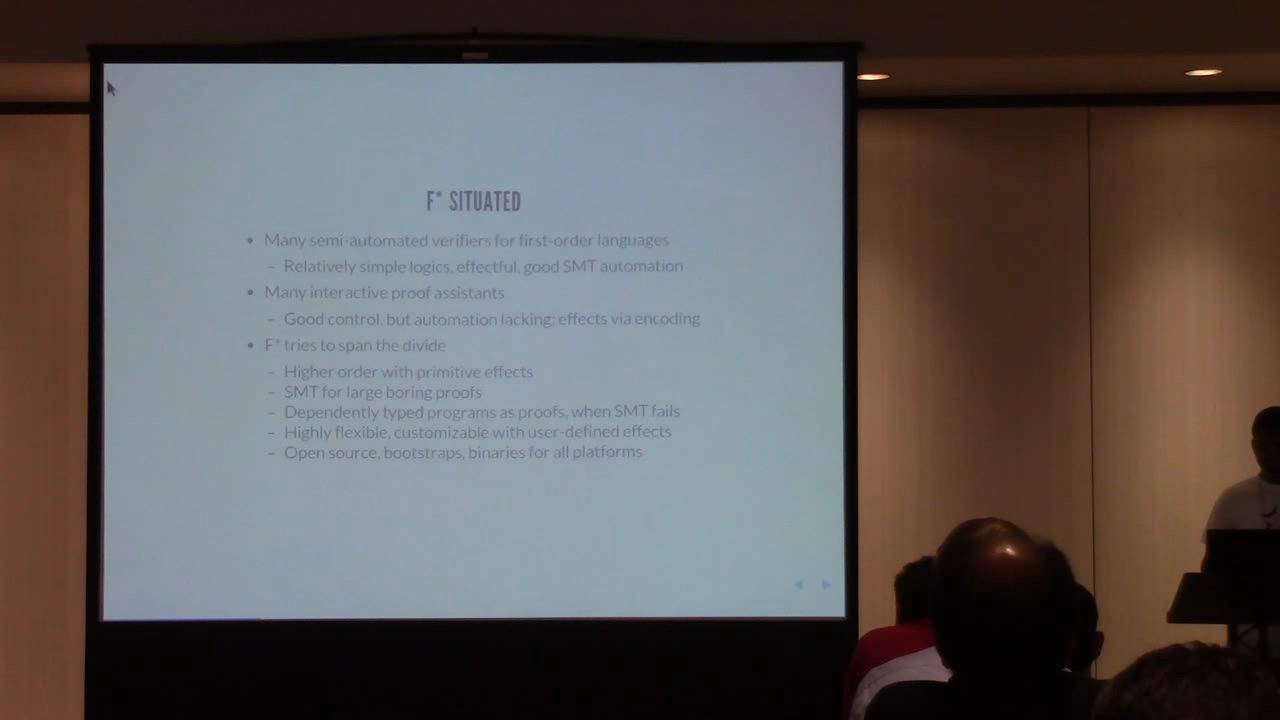 F* SITUATED
• Many semi-automated verifiers for first-order languages
– Relatively simple logics, effectful, good SMT automation
• Many interactive proof assistants
– Good control, but automation lacking; effects via encoding
• F* tries to span the divide
– Higher order with primitive effects
– SMT for large boring proofs
– Dependently typed programs as proofs, when SMT fails
– Highly flexible, customizable with user-defined effects
– Open source, bootstraps, binaries for all platforms